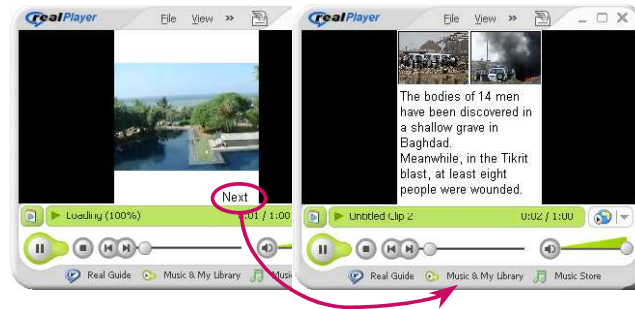 realPlayer File View »
Next
Loading (100%) 0:01 / 1:00
Real Guide Music & My Library Musi
realPlayer File View »
The bodies of 14 men
have been discovered in
a shallow grave in
Baghdad.
Meanwhile, in the Tikrit
blast, at least eight
people were wounded.
Untitled Clip 2 0:02 / 1:00
Real Guide Music & My Library Music Store